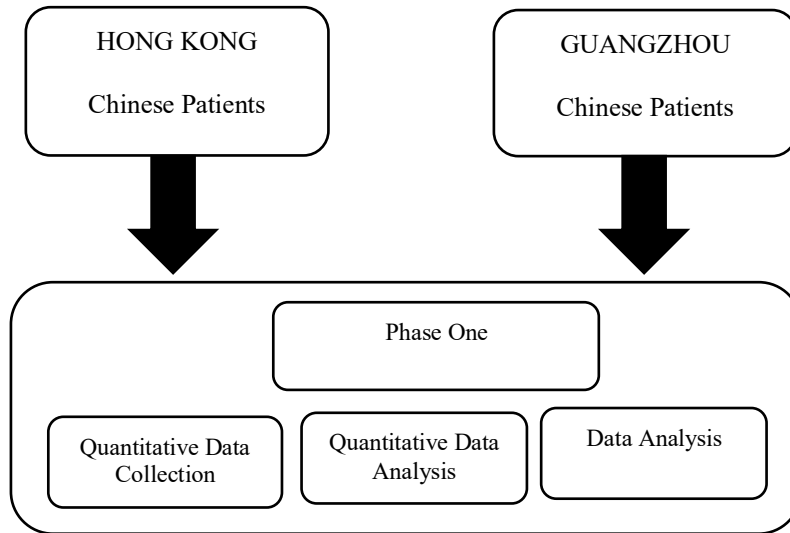 HONG KONG
Chinese Patients
GUANGZHOU
Chinese Patients
Phase One
Quantitative Data
Collection
Quantitative Data
Analysis
Data Analysis